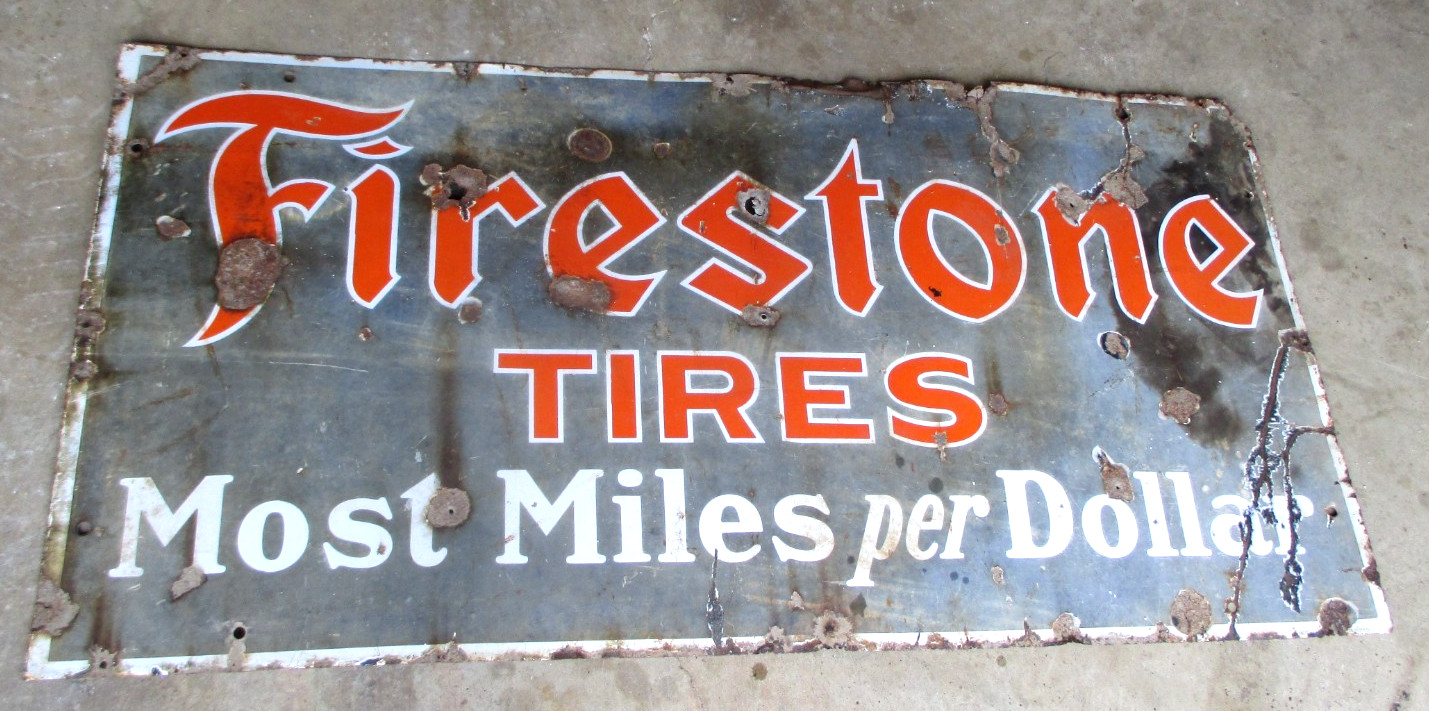 Firestone
TIRES
Most Miles per Dollar